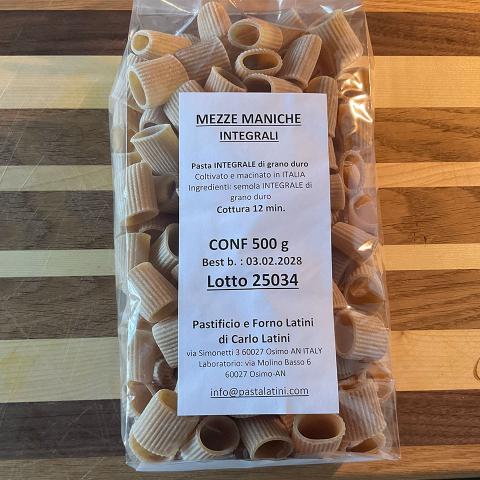 MEZZE MANICHE
INTEGRALI
Pasta INTEGRALE di grano duro
Coltivato e macinato in ITALIA
Ingredienti: semola INTEGRALE di
grano duro
Cottura 12 min.
CONF 500 g
Best b. : 03.02.2028
Lotto 25034
Pastificio e Forno Latini
di Carlo Latini
via Simonetti 3 60027 Osimo AN ITALY
Laboratorio: via Molino Basso 6
60027 Osimo-AN
info@pastalatini.com